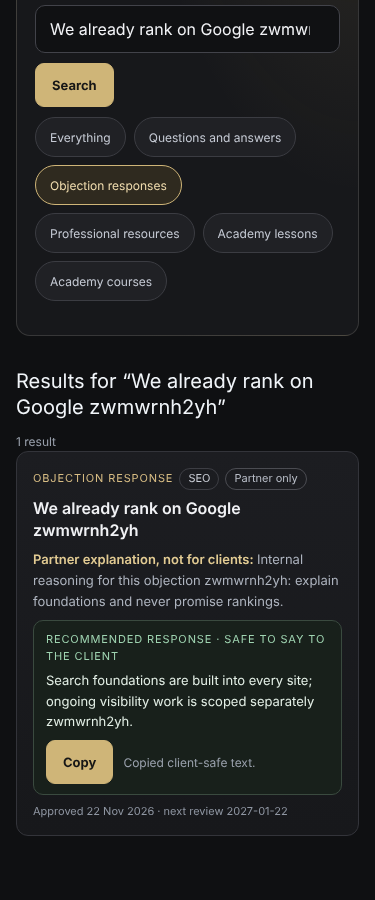 We already rank on Google zwmw
Search
Everything
Questions and answers
Objection responses
Professional resources
Academy lessons
Academy courses
Results for “We already rank on
Google zwmwrnh2yh”
1 result
OBJECTION RESPONSE SEO Partner only
We already rank on Google
zwmwrnh2yh
Partner explanation, not for clients: Internal
reasoning for this objection zwmwrnh2yh: explain
foundations and never promise rankings.
RECOMMENDED RESPONSE · SAFE TO SAY TO
THE CLIENT
Search foundations are built into every site;
ongoing visibility work is scoped separately
zwmwrnh2yh.
Copy
Copied client-safe text.
Approved 22 Nov 2026 · next review 2027-01-22